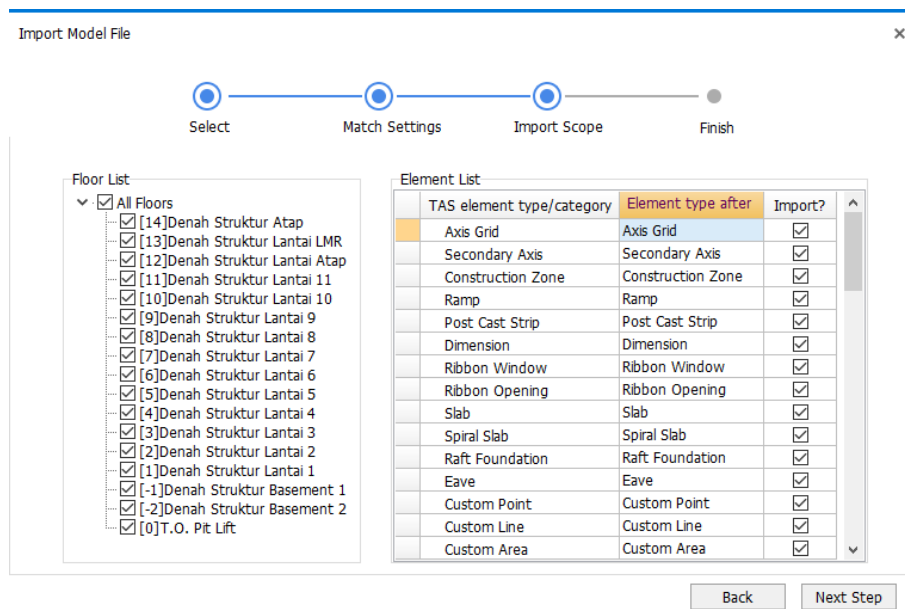 Import Model File
Select Match Settings Import Scope Finish
Floor List
All Floors
[14]Denah Struktur Atap
[13]Denah Struktur Lantai LMR
[12]Denah Struktur Lantai Atap
[11]Denah Struktur Lantai 11
[10]Denah Struktur Lantai 10
[9]Denah Struktur Lantai 9
[8]Denah Struktur Lantai 8
[7]Denah Struktur Lantai 7
[6]Denah Struktur Lantai 6
[5]Denah Struktur Lantai 5
[4]Denah Struktur Lantai 4
[3]Denah Struktur Lantai 3
[2]Denah Struktur Lantai 2
[1]Denah Struktur Lantai 1
[-1]Denah Struktur Basement 1
[-2]Denah Struktur Basement 2
[0]T.O. Pit Lift
Element List
TAS element type/category Element type after Import?
Axis Grid Axis Grid
Secondary Axis Secondary Axis
Construction Zone Construction Zone
Ramp Ramp
Post Cast Strip Post Cast Strip
Dimension Dimension
Ribbon Window Ribbon Window
Ribbon Opening Ribbon Opening
Slab Slab
Spiral Slab Spiral Slab
Raft Foundation Raft Foundation
Eave Eave
Custom Point Custom Point
Custom Line Custom Line
Custom Area Custom Area
Back Next Step